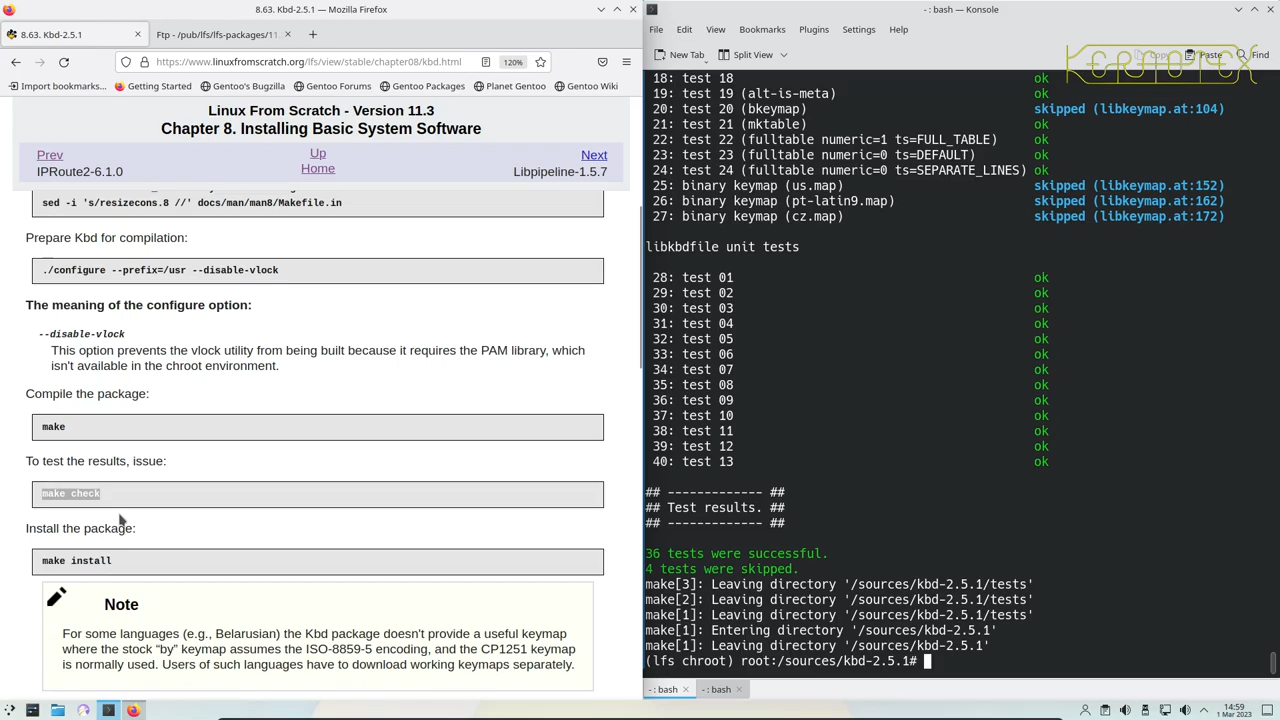 8.63. Kbd-2.5.1 — Mozilla Firefox
8.63. Kbd-2.5.1
Ftp - /pub/lfs/lfs-packages/11.
https://www.linuxfromscratch.org/lfs/view/stable/chapter08/kbd.html
120%
Import bookmarks...
Getting Started
Gentoo's Bugzilla
Gentoo Forums
Gentoo Packages
Planet Gentoo
Gentoo Wiki
Linux From Scratch - Version 11.3
Chapter 8. Installing Basic System Software
Prev
Up
Next
IPRoute2-6.1.0
Home
Libpipeline-1.5.7
sed -i 's/resizecons.8 //' docs/man/man8/Makefile.in
Prepare Kbd for compilation:
./configure --prefix=/usr --disable-vlock
The meaning of the configure option:
--disable-vlock
This option prevents the vlock utility from being built because it requires the PAM library, which
isn't available in the chroot environment.
Compile the package:
make
To test the results, issue:
make check
Install the package:
make install
Note
For some languages (e.g., Belarusian) the Kbd package doesn't provide a useful keymap
where the stock “by” keymap assumes the ISO-8859-5 encoding, and the CP1251 keymap
is normally used. Users of such languages have to download working keymaps separately.
- : bash — Konsole
File Edit View Bookmarks Plugins Settings Help
New Tab
Split View
Copy
Paste
Find
KERNOTEX
18: test 18 ok
19: test 19 (alt-is-meta) ok
20: test 20 (bkeymap) skipped (libkeymap.at:104)
21: test 21 (mktable) ok
22: test 22 (fulltable numeric=1 ts=FULL_TABLE) ok
23: test 23 (fulltable numeric=0 ts=DEFAULT) ok
24: test 24 (fulltable numeric=0 ts=SEPARATE_LINES) ok
25: binary keymap (us.map) skipped (libkeymap.at:152)
26: binary keymap (pt-latin9.map) skipped (libkeymap.at:162)
27: binary keymap (cz.map) skipped (libkeymap.at:172)
libkbdfile unit tests
28: test 01 ok
29: test 02 ok
30: test 03 ok
31: test 04 ok
32: test 05 ok
33: test 06 ok
34: test 07 ok
35: test 08 ok
36: test 09 ok
37: test 10 ok
38: test 11 ok
39: test 12 ok
40: test 13 ok
## ------------- ##
## Test results. ##
## ------------- ##
36 tests were successful.
4 tests were skipped.
make[3]: Leaving directory '/sources/kbd-2.5.1/tests'
make[2]: Leaving directory '/sources/kbd-2.5.1/tests'
make[1]: Leaving directory '/sources/kbd-2.5.1/tests'
make[1]: Entering directory '/sources/kbd-2.5.1'
make[1]: Leaving directory '/sources/kbd-2.5.1'
(lfs chroot) root:/sources/kbd-2.5.1#
- : bash
- : bash
14:59
1 Mar 2023